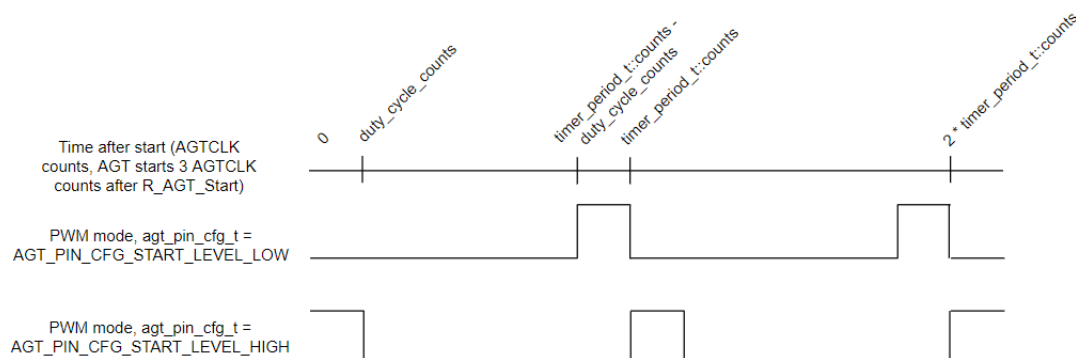 0
duty_cycle_counts
timer_period_t::counts -
duty_cycle_counts
timer_period_t::counts
2 * timer_period_t::counts
Time after start (AGTCLK
counts, AGT starts 3 AGTCLK
counts after R_AGT_Start)
PWM mode, agt_pin_cfg_t =
AGT_PIN_CFG_START_LEVEL_LOW
PWM mode, agt_pin_cfg_t =
AGT_PIN_CFG_START_LEVEL_HIGH